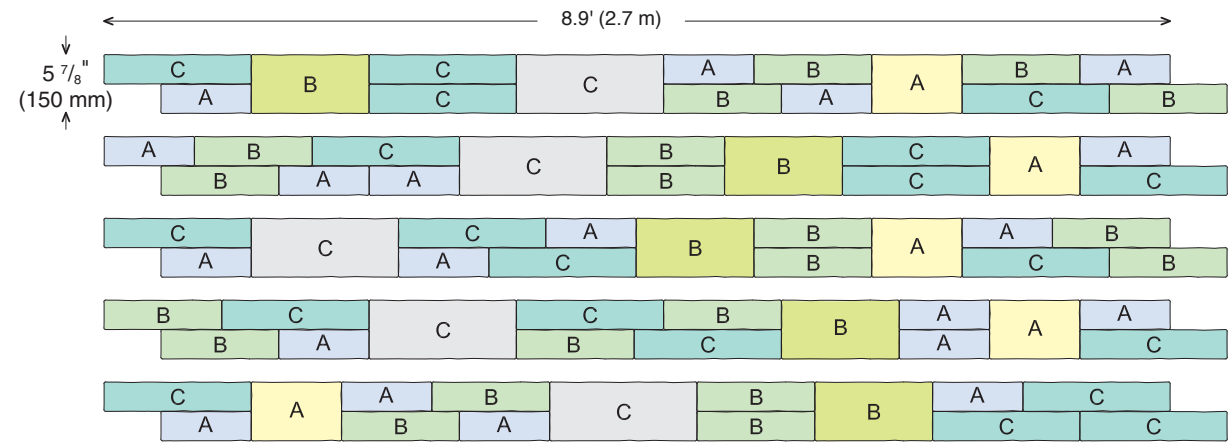 8.9' (2.7 m)
5 7/8"
(150 mm)
C B C C A B A B A
A C B A C B
A B C C B B C A A
B A A B C C
C C C A B B A A B
A A C B C B
B C C C B B A A A
B A B C A C
C A A B C B B A C
A B A B C C